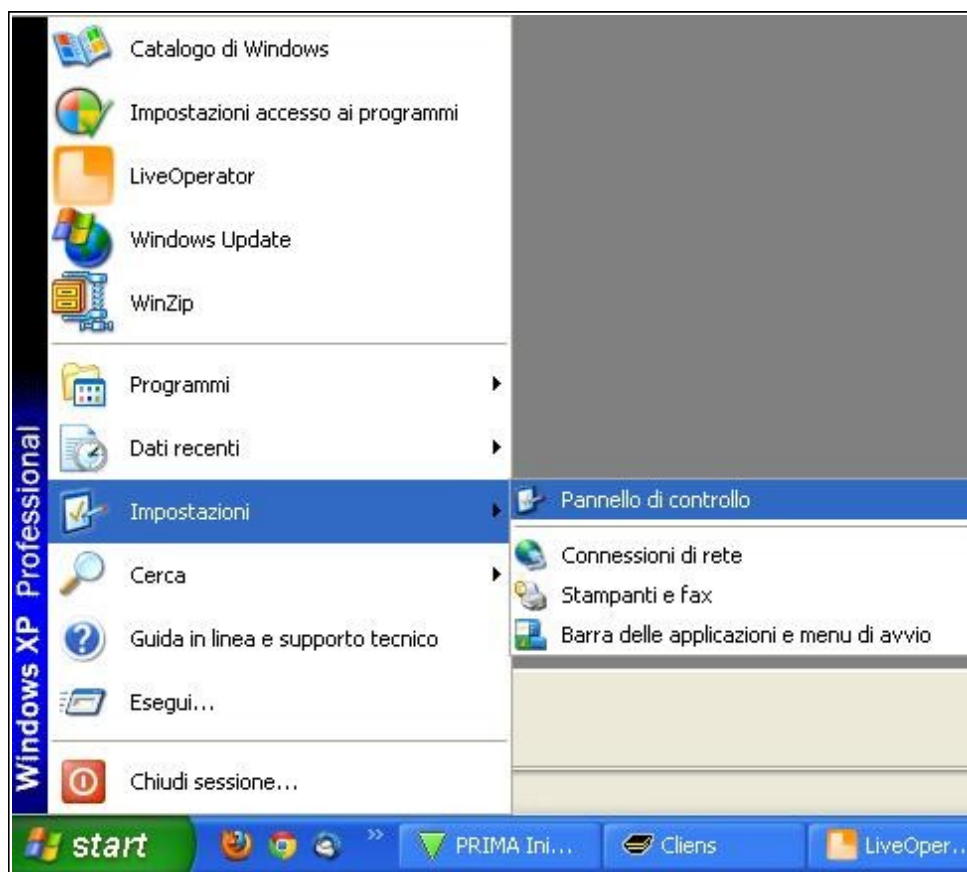 Catalogo di Windows
Impostazioni accesso ai programmi
LiveOperator
Windows Update
WinZip
Programmi
Dati recenti
Impostazioni
Cerca
Guida in linea e supporto tecnico
Esegui...
Chiudi sessione...
Windows XP Professional
Pannello di controllo
Connessioni di rete
Stampanti e fax
Barra delle applicazioni e menu di avvio
start
PRIMA Ini...
Cliens
LiveOper...